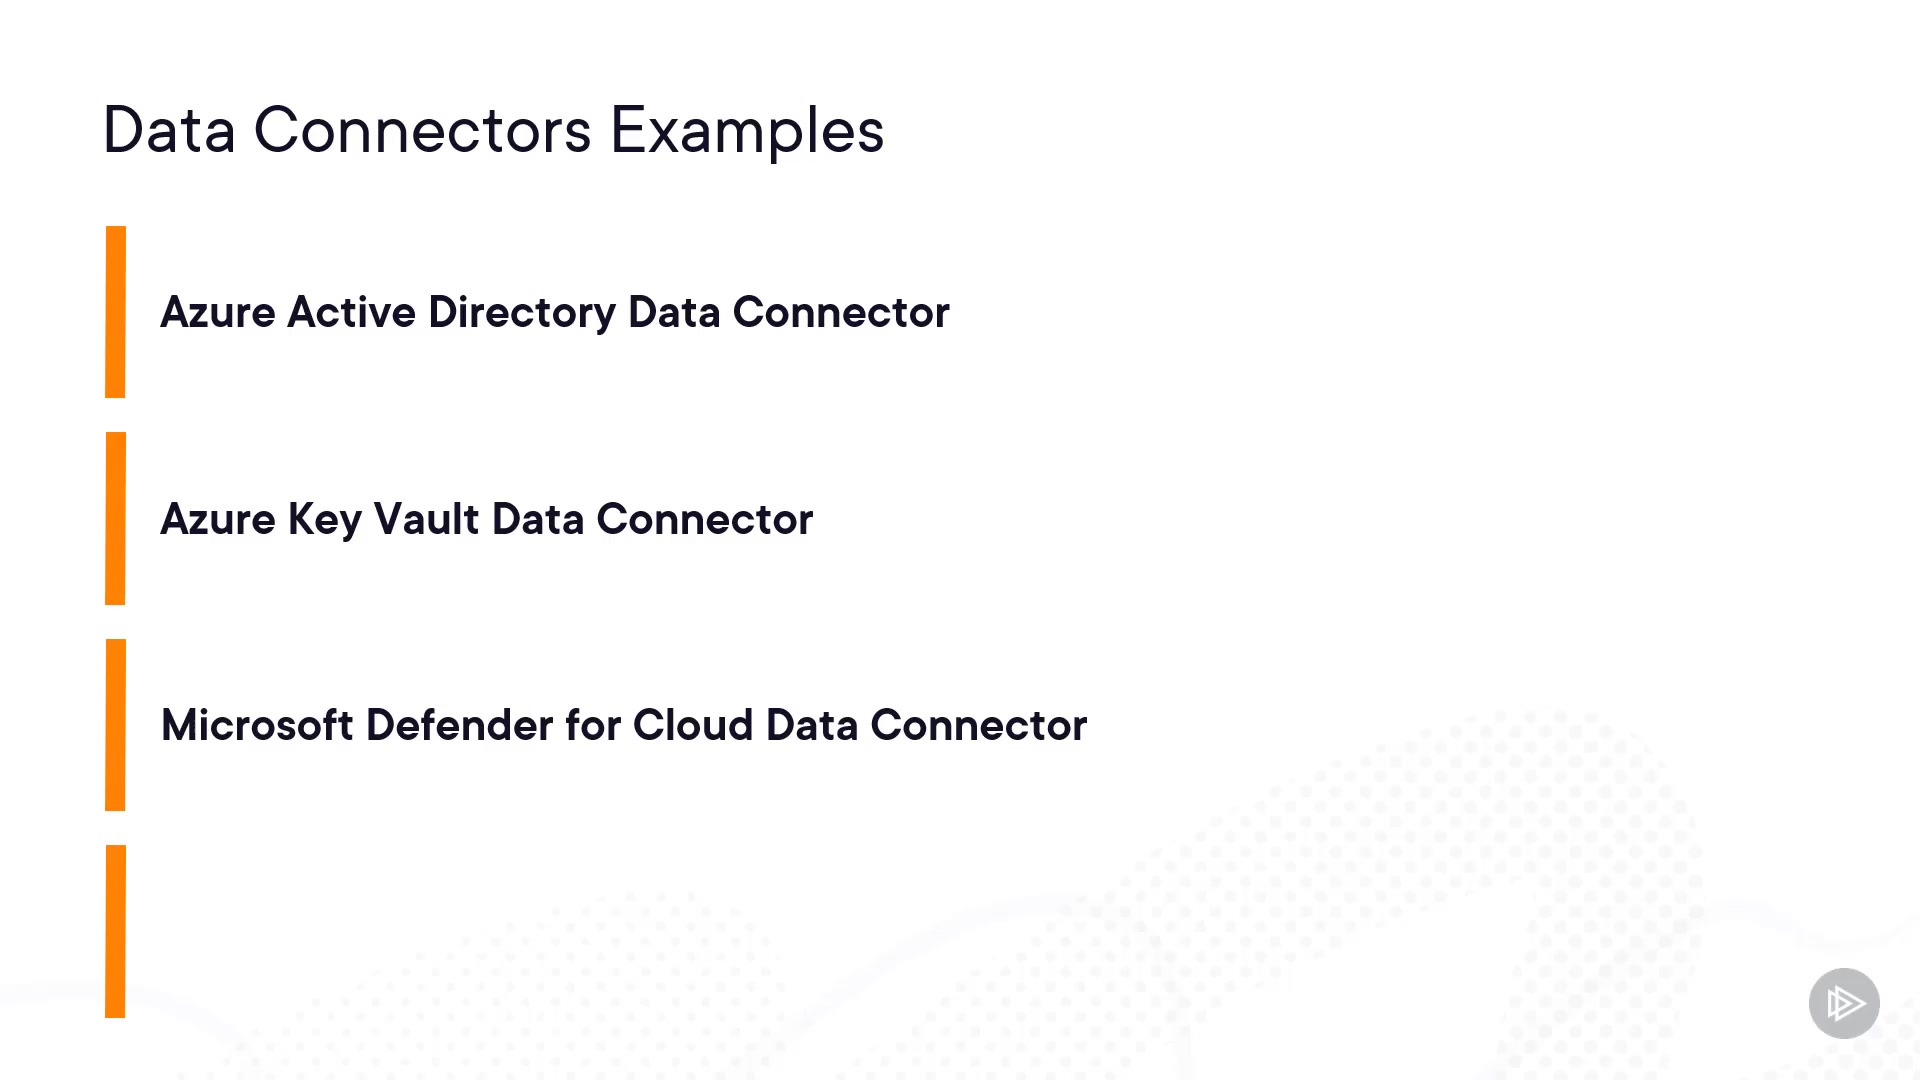 Data Connectors Examples
Azure Active Directory Data Connector
Azure Key Vault Data Connector
Microsoft Defender for Cloud Data Connector